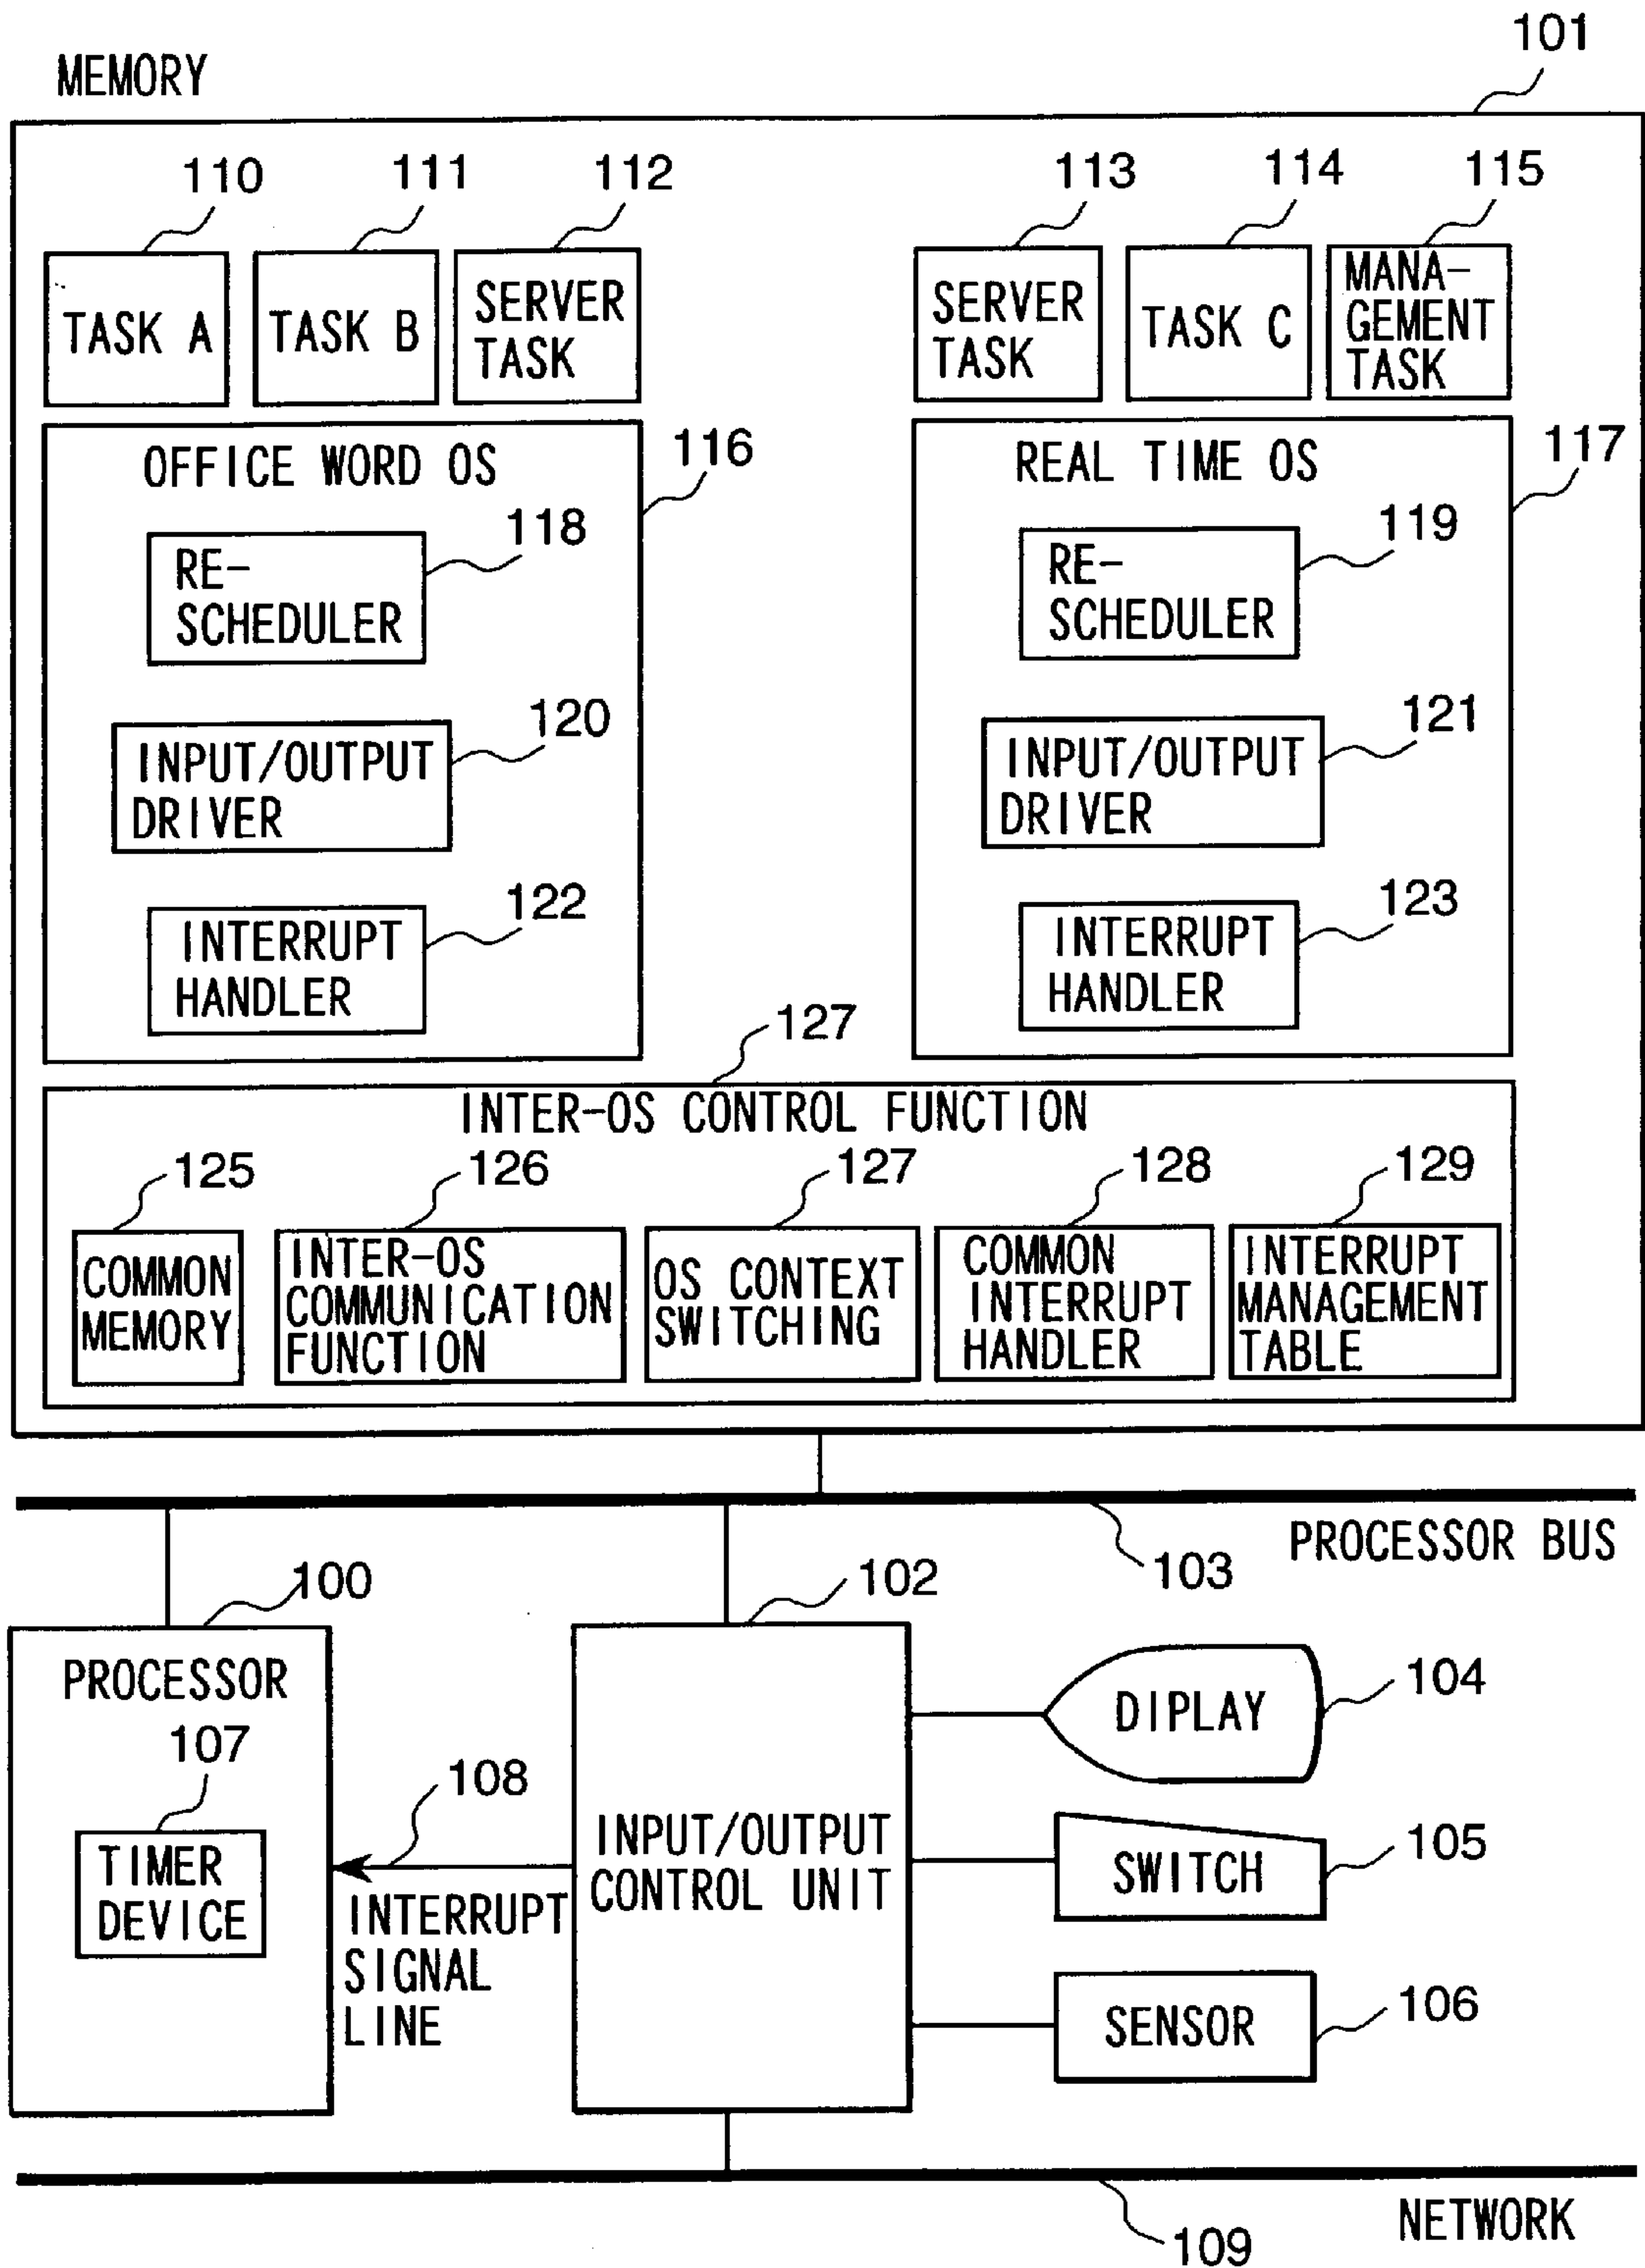 101
MEMORY
110
111
112
113
114
115
TASK A
TASK B
SERVER
TASK
SERVER
TASK
TASK C
MANA-
GEMENT
TASK
OFFICE WORD OS
116
REAL TIME OS
117
118
RE-
SCHEDULER
119
RE-
SCHEDULER
120
INPUT/OUTPUT
DRIVER
121
INPUT/OUTPUT
DRIVER
122
INTERRUPT
HANDLER
123
INTERRUPT
HANDLER
127
INTER-OS CONTROL FUNCTION
125
126
127
128
129
COMMON
MEMORY
INTER-OS
COMMUNICATION
FUNCTION
OS CONTEXT
SWITCHING
COMMON
INTERRUPT
HANDLER
INTERRUPT
MANAGEMENT
TABLE
PROCESSOR BUS
103
100
102
PROCESSOR
107
TIMER
DEVICE
108
INTERRUPT
SIGNAL
LINE
INPUT/OUTPUT
CONTROL UNIT
DIPLAY
104
SWITCH
105
SENSOR
106
NETWORK
109